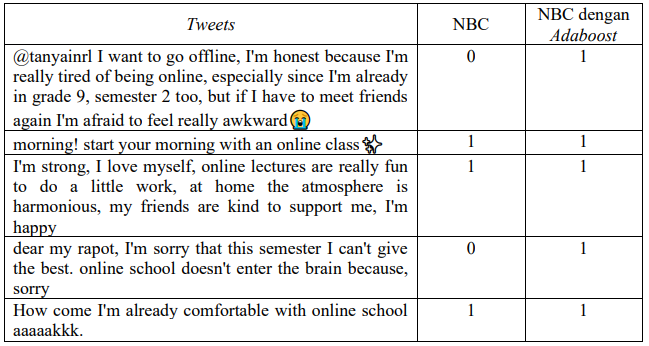 Tweets NBC NBC dengan
Adaboost
@tanyainrl I want to go offline, I'm honest because I'm 0 1
really tired of being online, especially since I'm already
in grade 9, semester 2 too, but if I have to meet friends
again I'm afraid to feel really awkward😭
morning! start your morning with an online class✨ 1 1
I'm strong, I love myself, online lectures are really fun 1 1
to do a little work, at home the atmosphere is
harmonious, my friends are kind to support me, I'm
happy
dear my rapot, I'm sorry that this semester I can't give 0 1
the best. online school doesn't enter the brain because,
sorry
How come I'm already comfortable with online school 1 1
aaaaakkk.